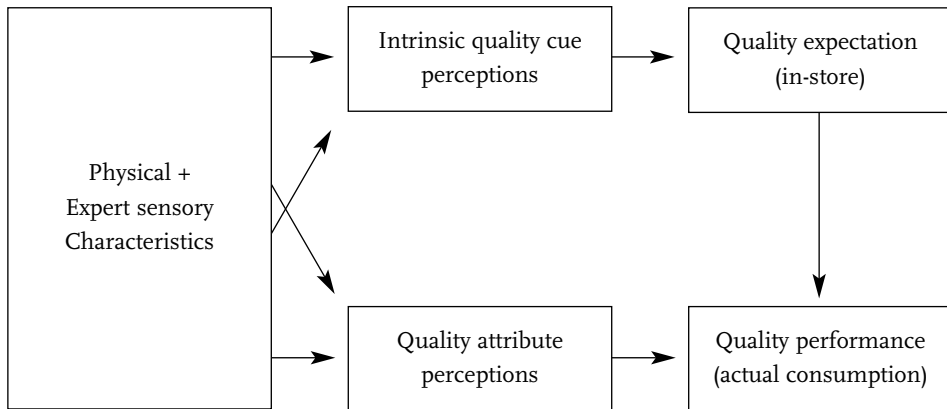 Physical +
Expert sensory
Characteristics
Intrinsic quality cue
perceptions
Quality expectation
(in-store)
Quality attribute
perceptions
Quality performance
(actual consumption)